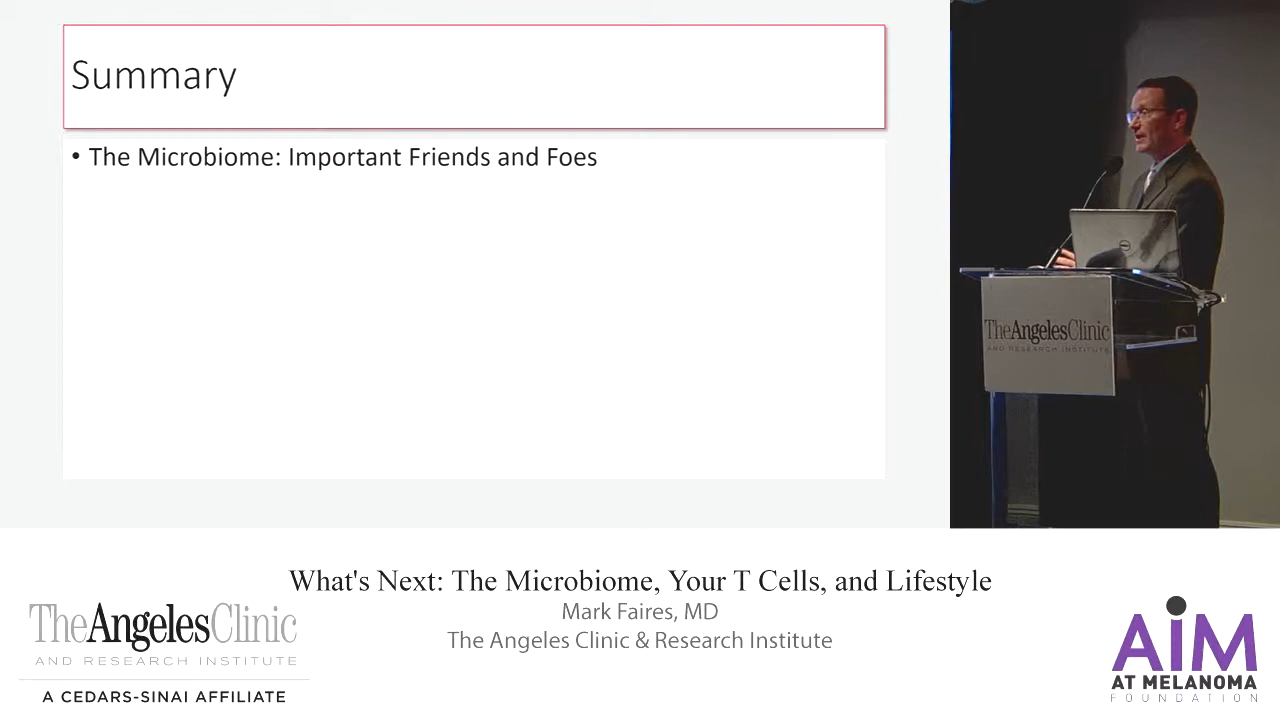 Summary
• The Microbiome: Important Friends and Foes
TheAngelesClinic
AND RESEARCH INSTITUTE
What's Next: The Microbiome, Your T Cells, and Lifestyle
Mark Faires, MD
The Angeles Clinic & Research Institute
TheAngelesClinic
AND RESEARCH INSTITUTE
A CEDARS-SINAI AFFILIATE
AiM
AT MELANOMA
FOUNDATION